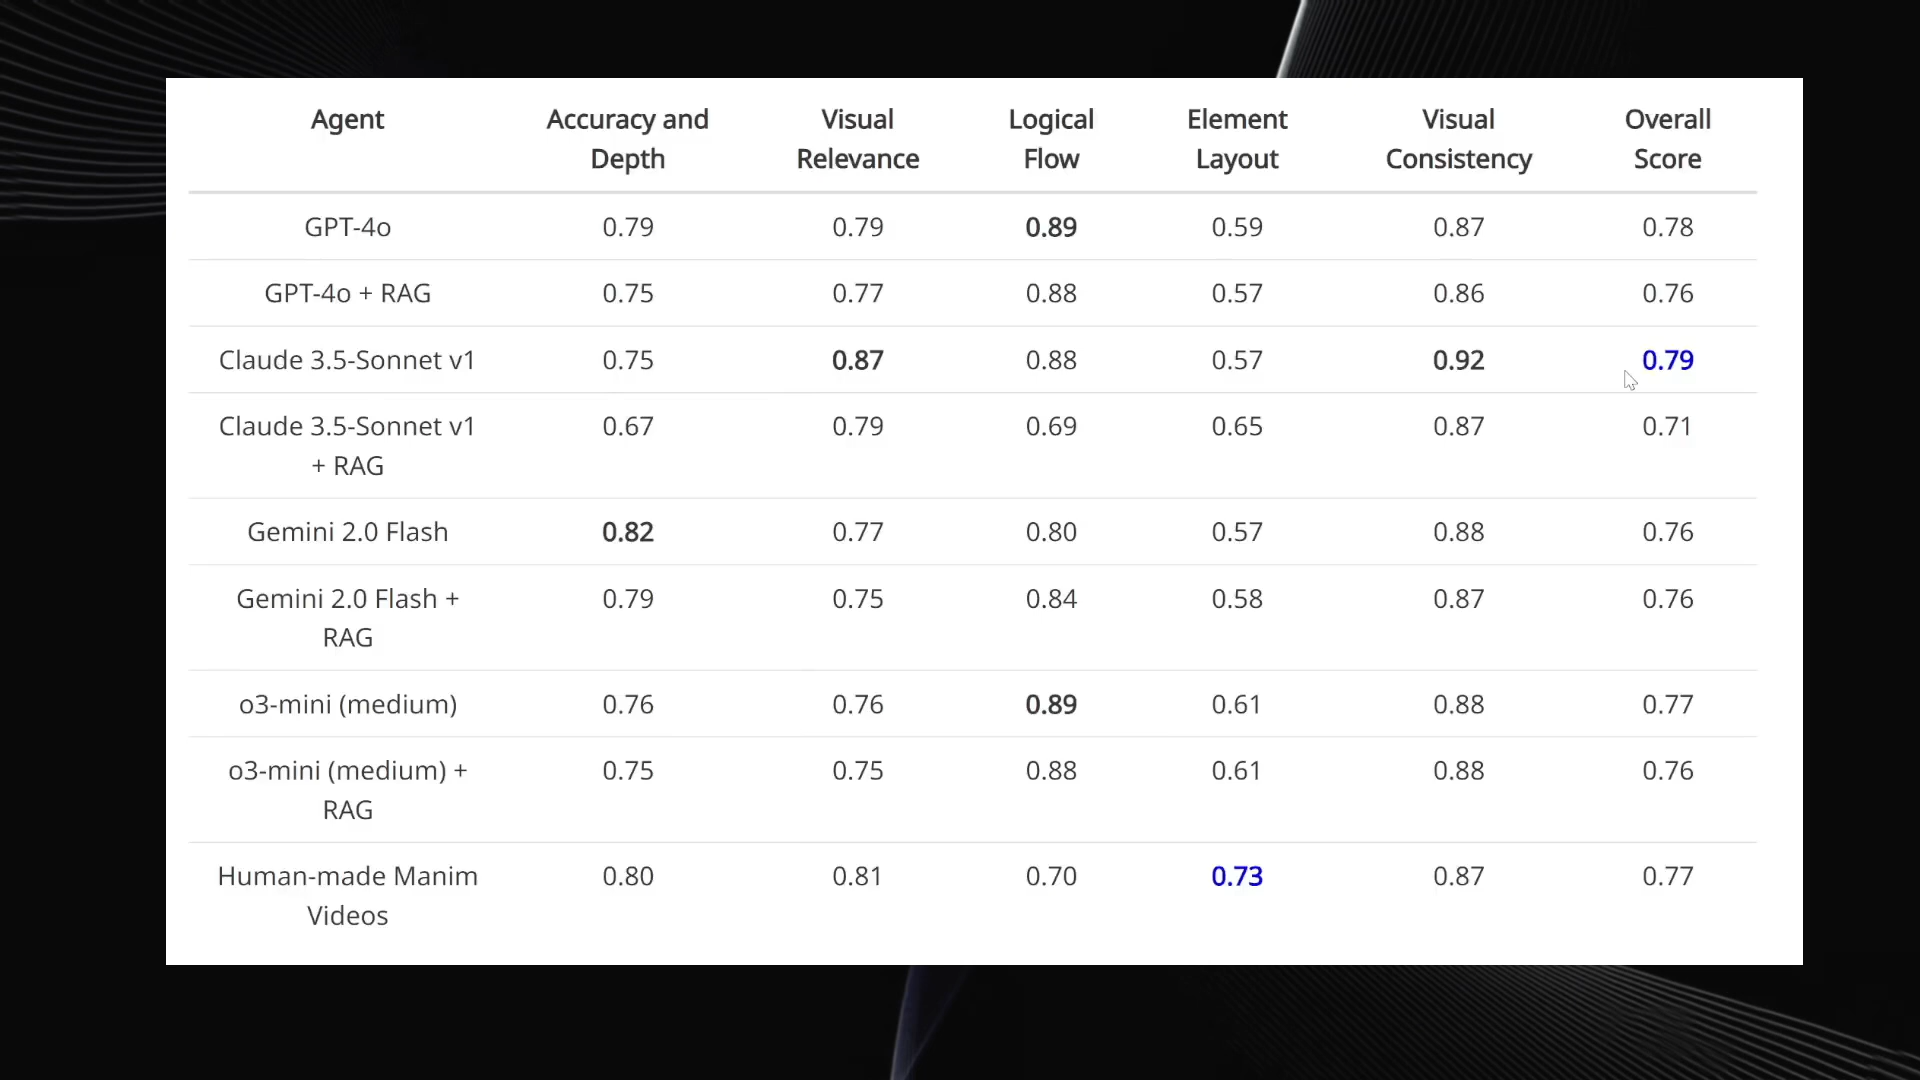 Agent Accuracy and Depth Visual Relevance Logical Flow Element Layout Visual Consistency Overall Score
GPT-4o 0.79 0.79 0.89 0.59 0.87 0.78
GPT-4o + RAG 0.75 0.77 0.88 0.57 0.86 0.76
Claude 3.5-Sonnet v1 0.75 0.87 0.88 0.57 0.92 0.79
Claude 3.5-Sonnet v1 + RAG 0.67 0.79 0.69 0.65 0.87 0.71
Gemini 2.0 Flash 0.82 0.77 0.80 0.57 0.88 0.76
Gemini 2.0 Flash + RAG 0.79 0.75 0.84 0.58 0.87 0.76
o3-mini (medium) 0.76 0.76 0.89 0.61 0.88 0.77
o3-mini (medium) + RAG 0.75 0.75 0.88 0.61 0.88 0.76
Human-made Manim Videos 0.80 0.81 0.70 0.73 0.87 0.77